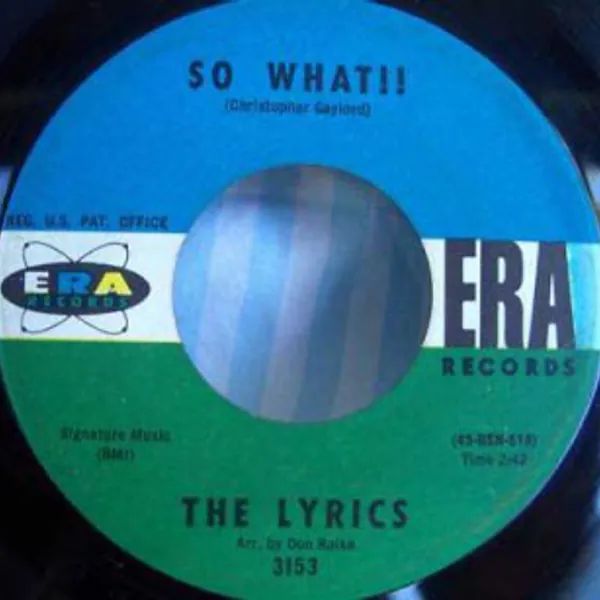 SO WHAT!!
(Christopher Gaylord)
REG. U.S. PAT. OFFICE
ERA
RECORDS
ERA
RECORDS
Signature Music
(BMI)
(45-RSH-618)
Time 2:42
THE LYRICS
Arr. by Don Ralke
3153